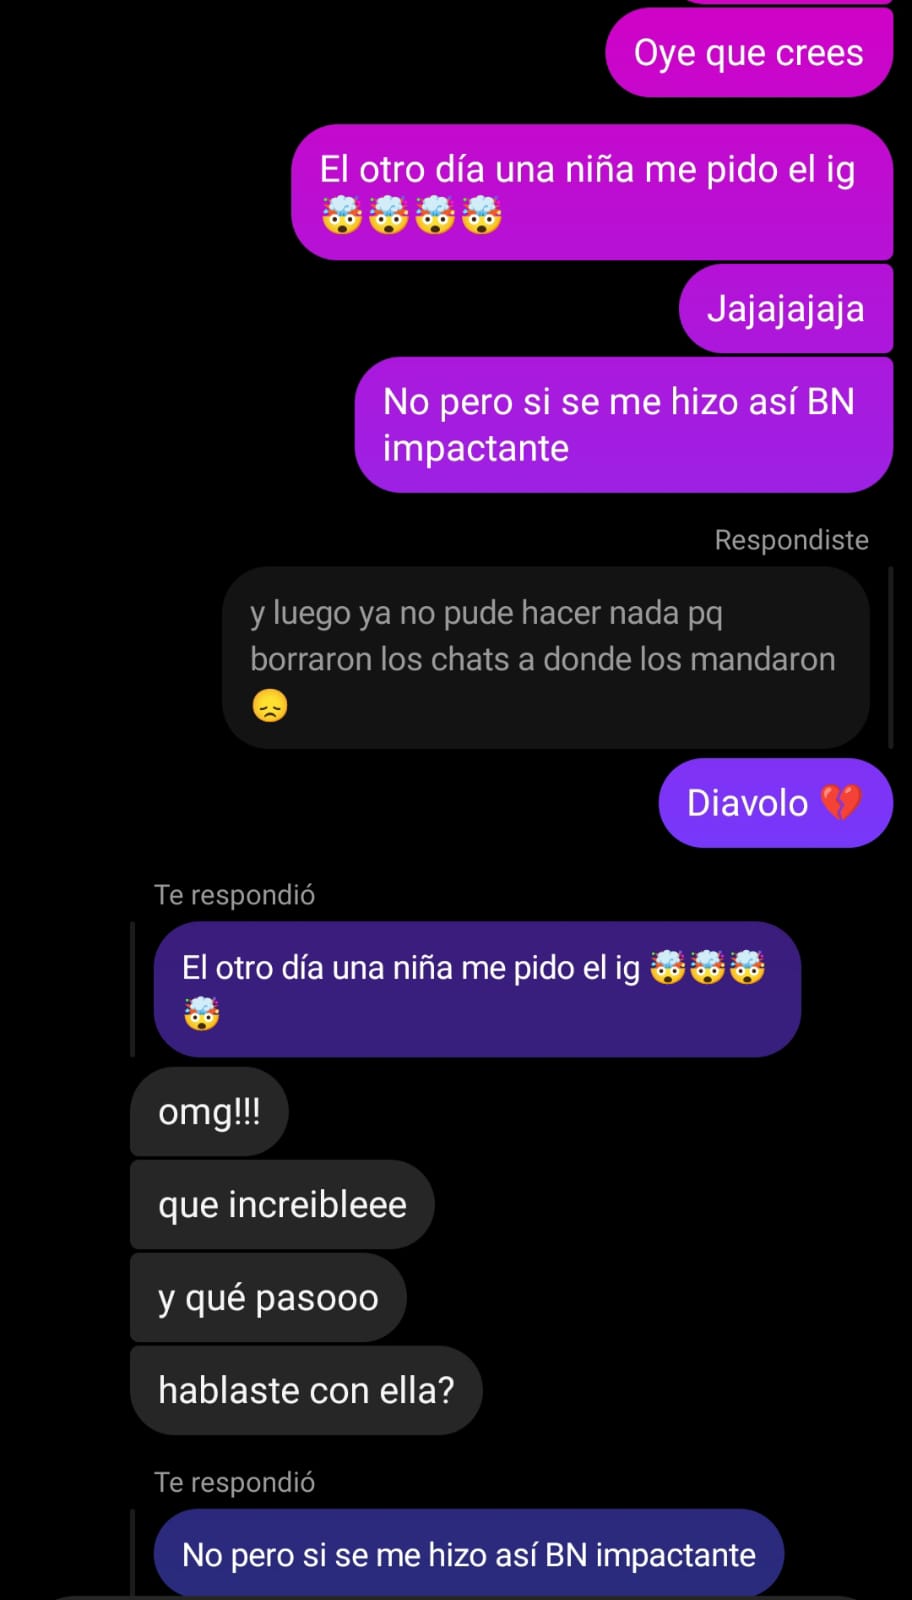 Oye que crees
El otro día una niña me pido el ig
🤯🤯🤯🤯
Jajajajaja
No pero si se me hizo así BN
impactante
Respondiste
y luego ya no pude hacer nada pq
borraron los chats a donde los mandaron
😞
Diavolo 💔
Te respondió
El otro día una niña me pido el ig 🤯🤯🤯
🤯
omg!!!
que increibleee
y qué pasooo
hablaste con ella?
Te respondió
No pero si se me hizo así BN impactante